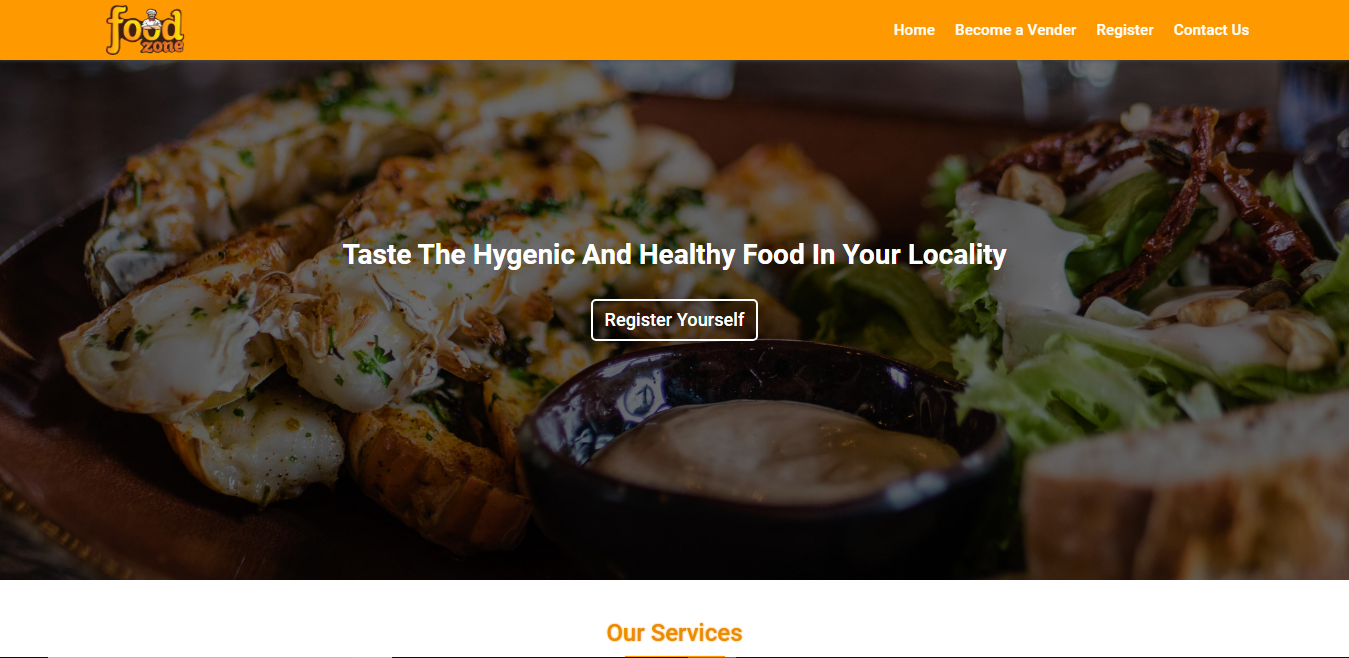 food
zone
Home Become a Vender Register Contact Us
Taste The Hygenic And Healthy Food In Your Locality
Register Yourself
Our Services